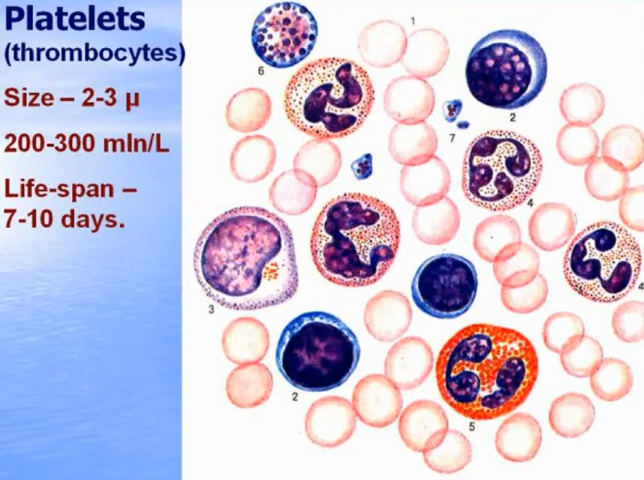 Platelets
(thrombocytes)
Size – 2-3 µ
200-300 mln/L
Life-span –
7-10 days.
1
6
2
7
4
4
3
2
5